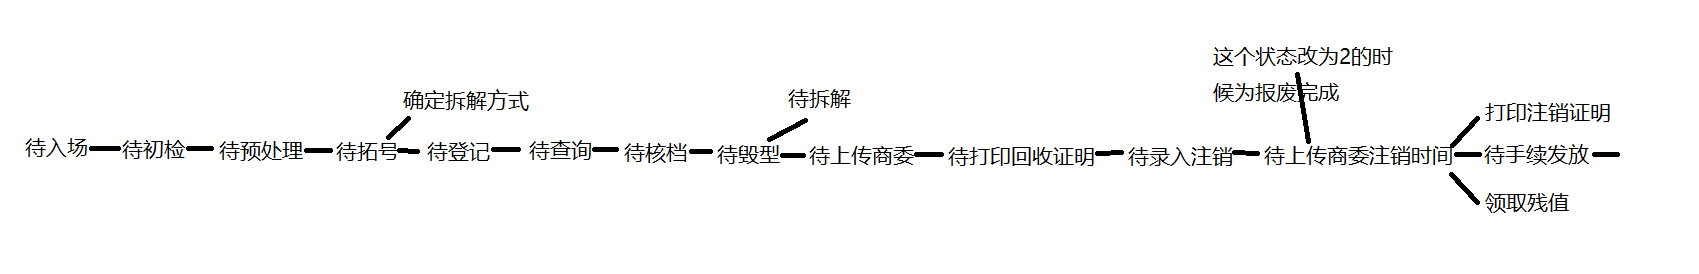 这个状态改为2的时
候为报废完成
确定拆解方式
待拆解
打印注销证明
待入场
待初检
待预处理
待拓号
待登记
待查询
待核档
待毁型
待上传商委
待打印回收证明
待录入注销
待上传商委注销时间
待手续发放
领取残值